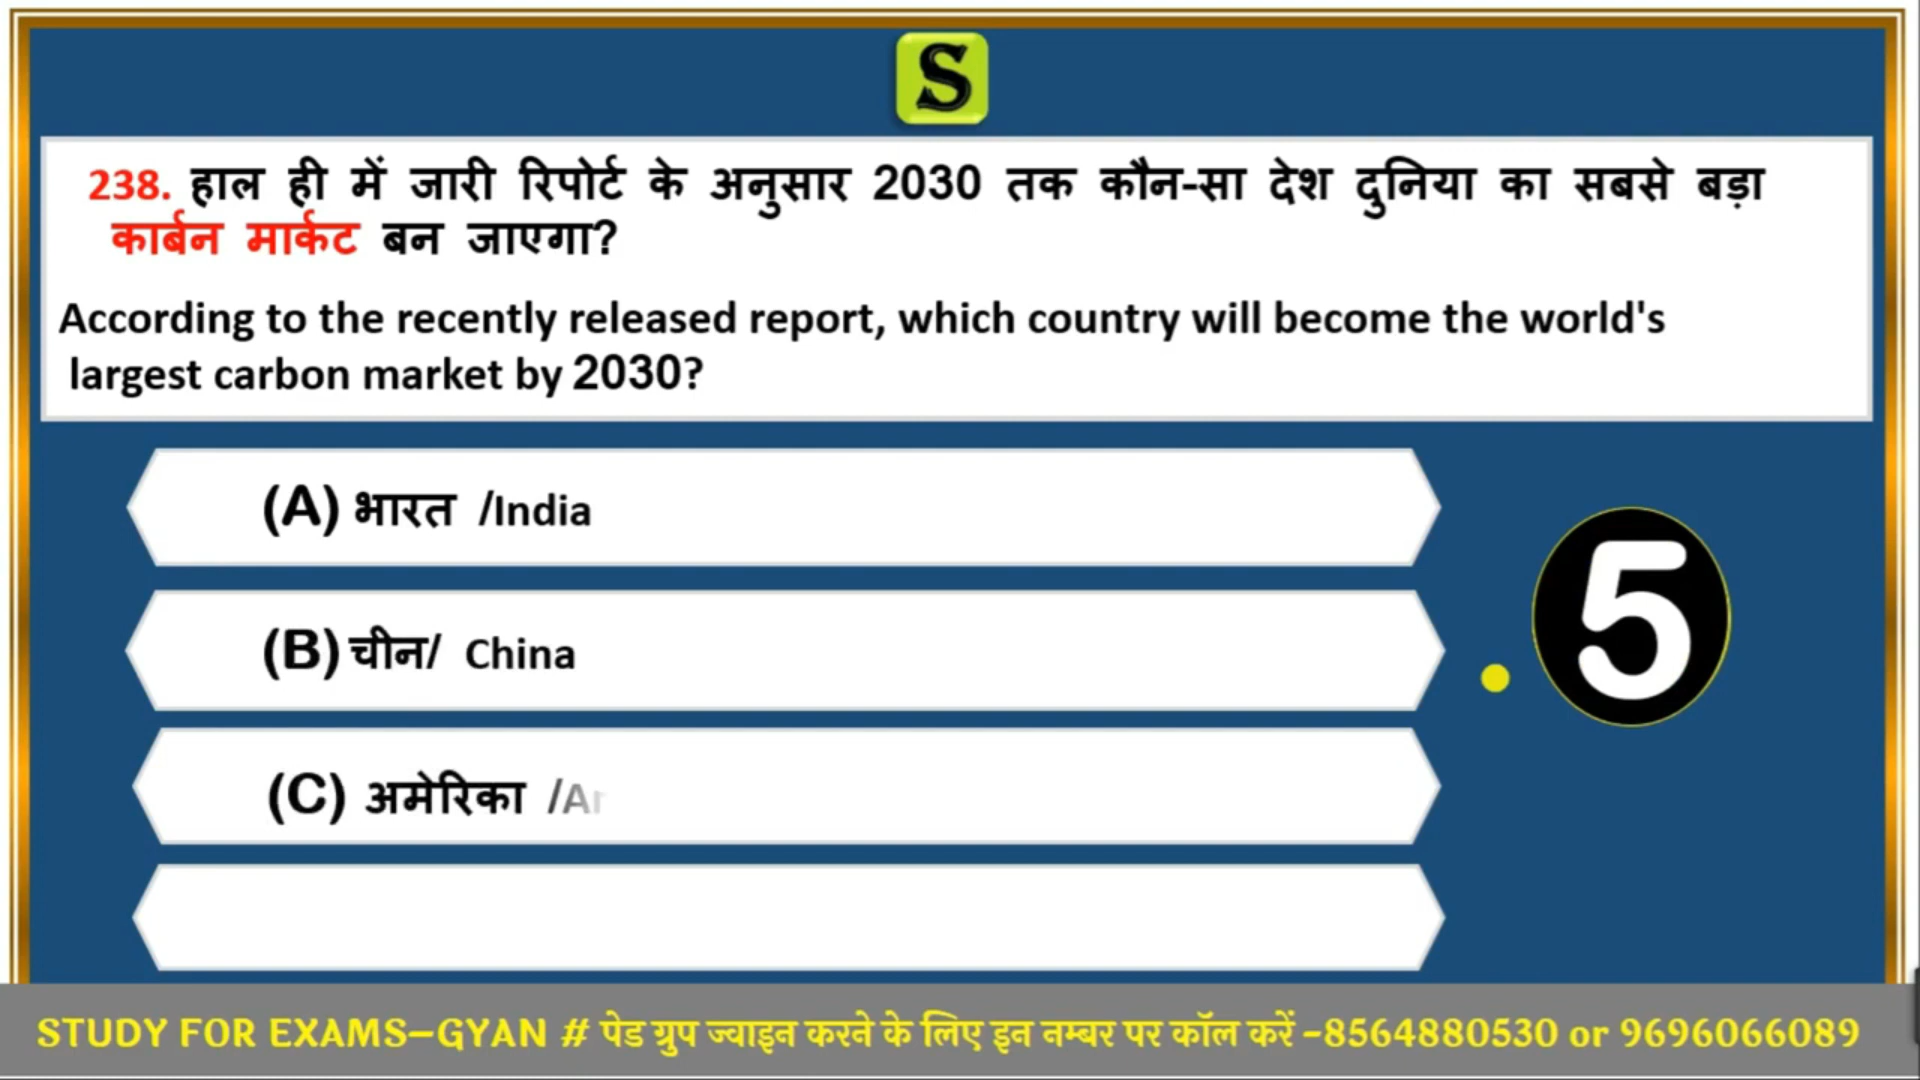 S
238. हाल ही में जारी रिपोर्ट के अनुसार 2030 तक कौन-सा देश दुनिया का सबसे बड़ा
कार्बन मार्केट बन जाएगा?
According to the recently released report, which country will become the world's
largest carbon market by 2030?
(A) भारत /India
(B) चीन/ China
5
(C) अमेरिका /
STUDY FOR EXAMS-GYAN # पेड ग्रुप ज्वाइन करने के लिए इन नम्बर पर कॉल करें -8564880530 or 9696066089